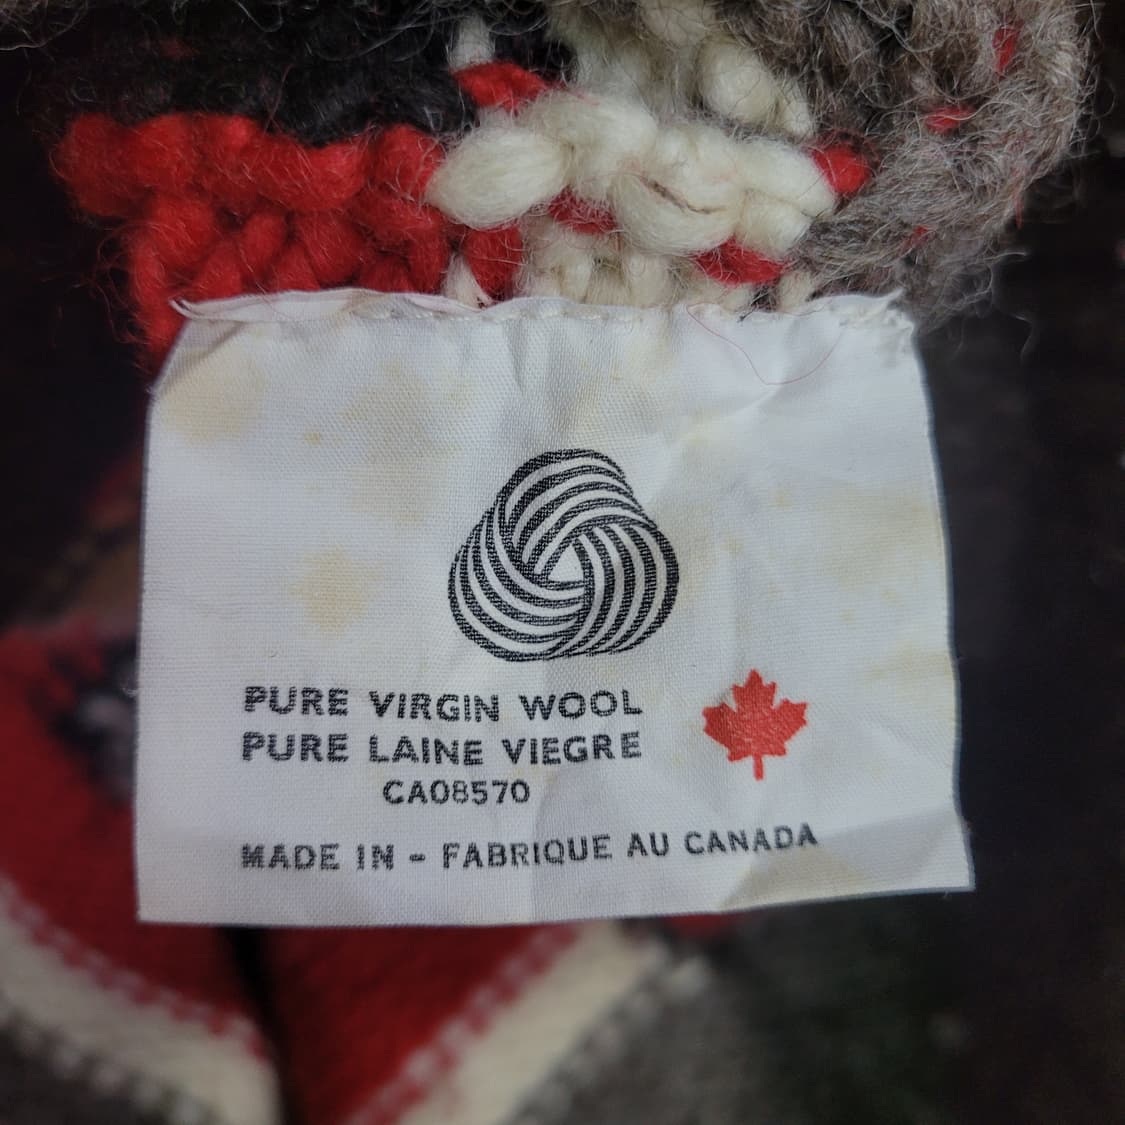 PURE VIRGIN WOOL
PURE LAINE VIEGRE
CA08570
MADE IN - FABRIQUE AU CANADA